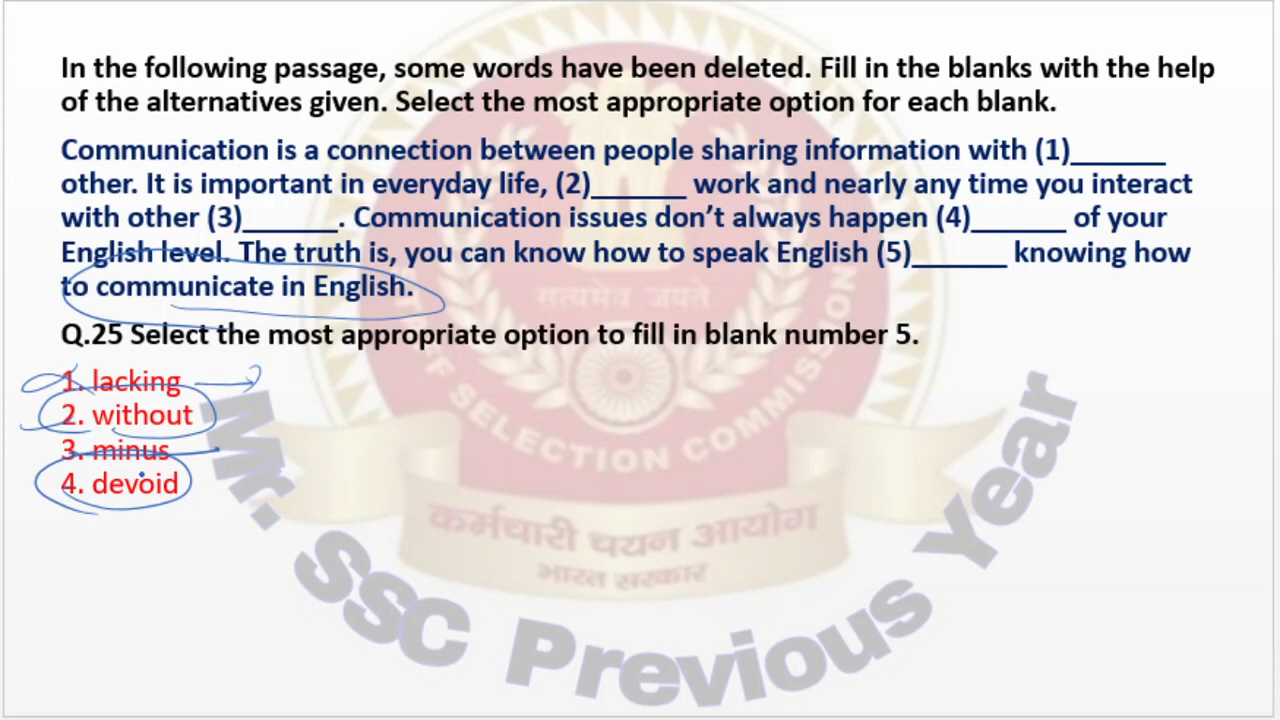 In the following passage, some words have been deleted. Fill in the blanks with the help
of the alternatives given. Select the most appropriate option for each blank.
Communication is a connection between people sharing information with (1)______
other. It is important in everyday life, (2)______ work and nearly any time you interact
with other (3)______. Communication issues don’t always happen (4)______ of your
English level. The truth is, you can know how to speak English (5)______ knowing how
to communicate in English.
Q.25 Select the most appropriate option to fill in blank number 5.
1. lacking
2. without
3. minus
4. devoid
सत्यमेव जयते
SELECTION COMMISSION
कर्मचारी चयन आयोग
भारत सरकार
Mr. SSC Previous Year